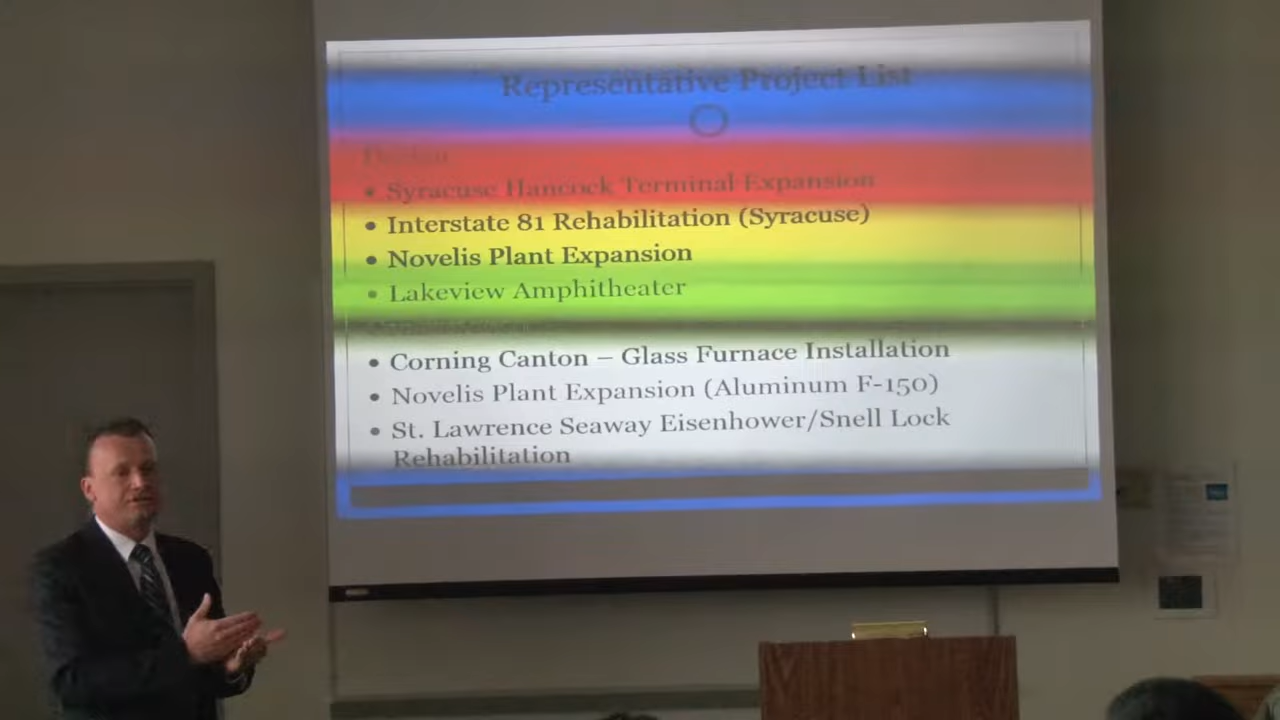 Representative Project List
• Syracuse Hancock Terminal Expansion
• Interstate 81 Rehabilitation (Syracuse)
• Novelis Plant Expansion
• Lakeview Amphitheater
• Corning Canton – Glass Furnace Installation
• Novelis Plant Expansion (Aluminum F-150)
• St. Lawrence Seaway Eisenhower/Snell Lock
Rehabilitation